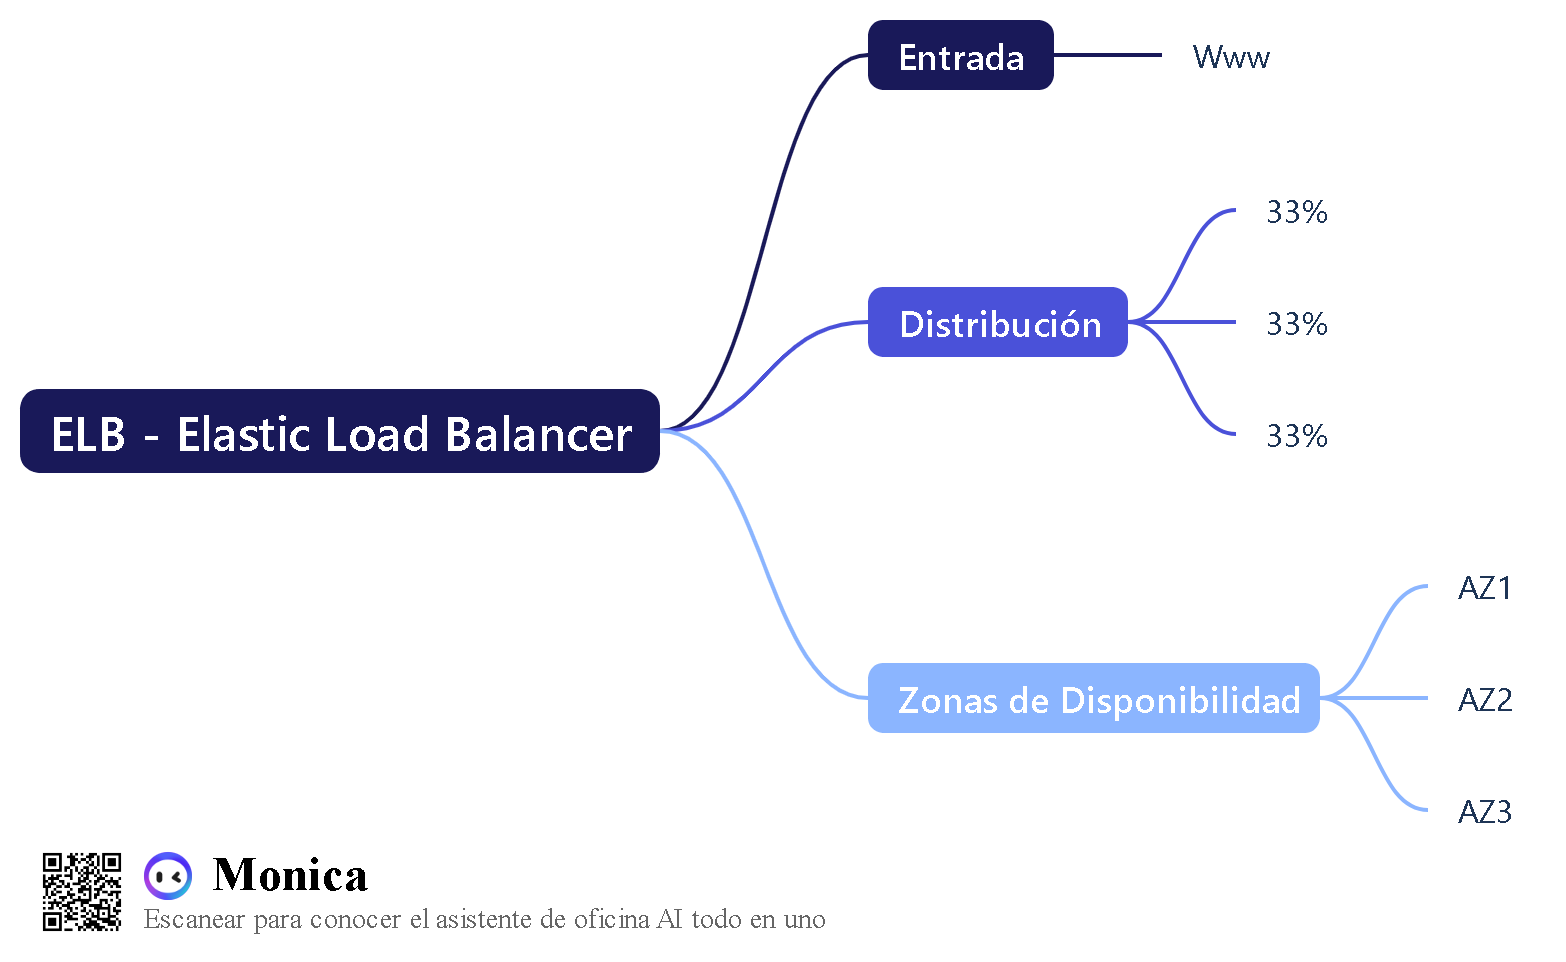 Entrada
Www
Distribución
33%
33%
33%
ELB - Elastic Load Balancer
Zonas de Disponibilidad
AZ1
AZ2
AZ3
Monica
Escanear para conocer el asistente de oficina AI todo en uno